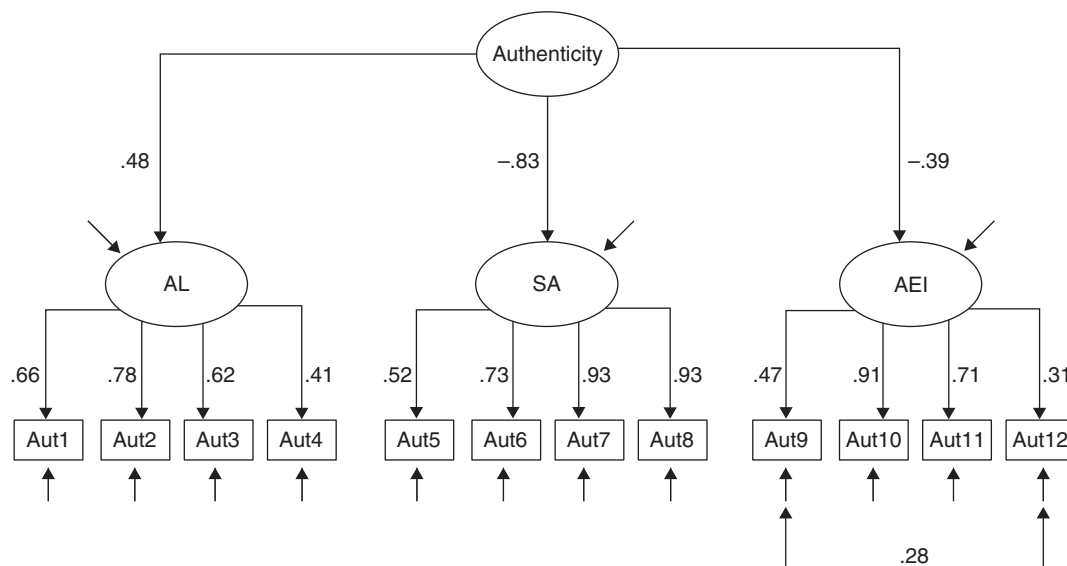 Authenticity
.48
–.83
–.39
AL
SA
AEI
.66
.78
.62
.41
.52
.73
.93
.93
.47
.91
.71
.31
Aut1
Aut2
Aut3
Aut4
Aut5
Aut6
Aut7
Aut8
Aut9
Aut10
Aut11
Aut12
.28